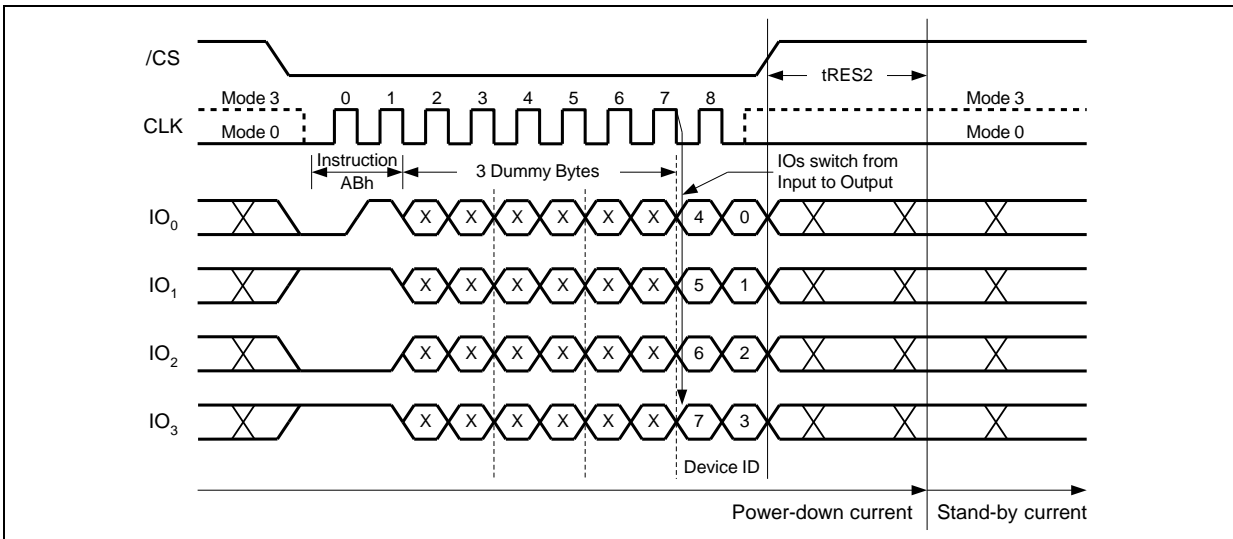 /CS
tRES2
Mode 3 0 1 2 3 4 5 6 7 8 Mode 3
CLK
Mode 0 Mode 0
Instruction
ABh
3 Dummy Bytes
IOs switch from
Input to Output
IO0 X X X X X X 4 0
IO1 X X X X X X 5 1
IO2 X X X X X X 6 2
IO3 X X X X X X 7 3
Device ID
Power-down current Stand-by current